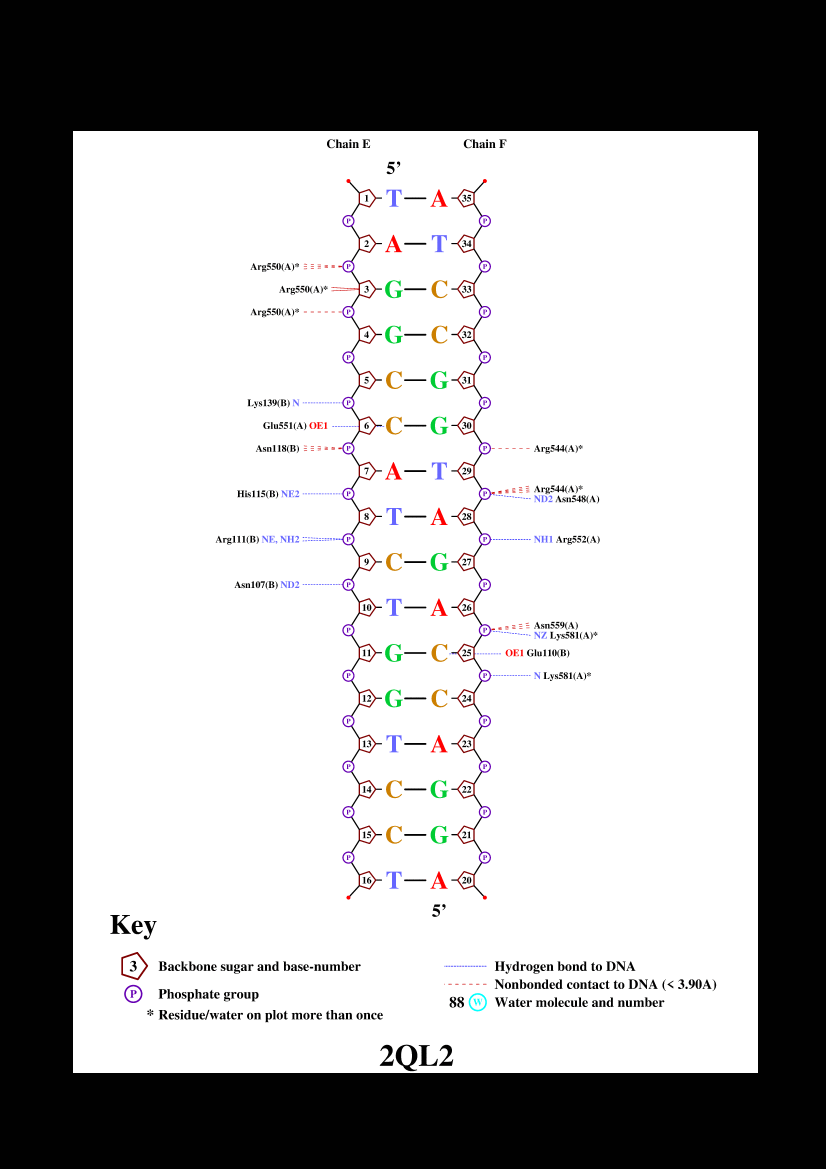 Chain E Chain F
5’
1 T A 35
P P
2 A T 34
Arg550(A)* P P
Arg550(A)* 3 G C 33
Arg550(A)* P P
4 G C 32
P P
5 C G 31
Lys139(B) N P P
Glu551(A) OE1 6 C G 30
Asn118(B) P P Arg544(A)*
7 A T 29
Arg544(A)*
His115(B) NE2 P P ND2 Asn548(A)
8 T A 28
Arg111(B) NE, NH2 P P NH1 Arg552(A)
9 C G 27
Asn107(B) ND2 P P
10 T A 26
Asn559(A)
P P NZ Lys581(A)*
11 G C 25 OE1 Glu110(B)
P P N Lys581(A)*
12 G C 24
P P
13 T A 23
P P
14 C G 22
P P
15 C G 21
P P
16 T A 20
5’
Key
3 Backbone sugar and base-number Hydrogen bond to DNA
Nonbonded contact to DNA (< 3.90A)
P Phosphate group 88 W Water molecule and number
* Residue/water on plot more than once
2QL2